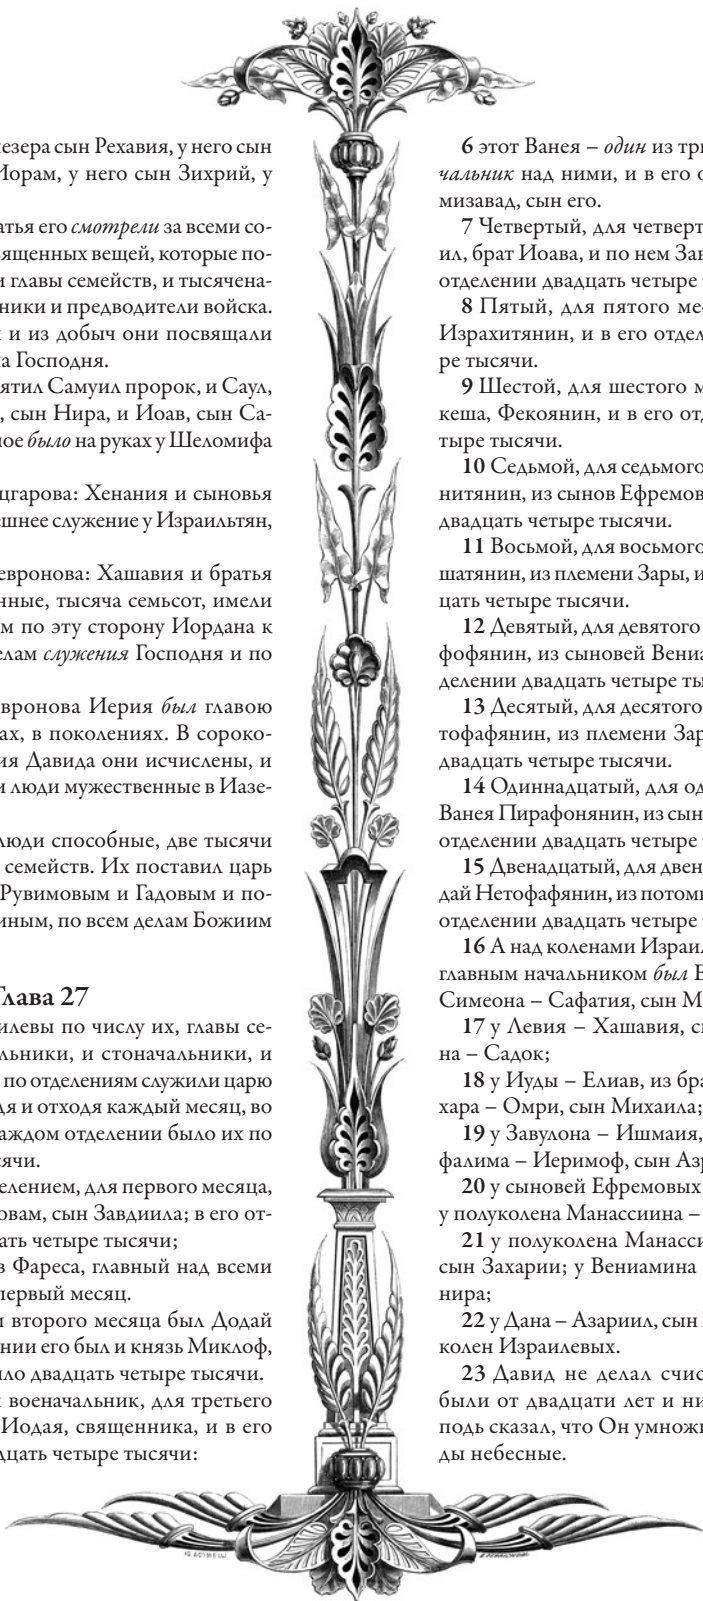 иезера сын Рехавия, у него сын
Иорам, у него сын Зихрий, у
атья его смотрели за всеми со-
вященных вещей, которые по-
и главы семейств, и тысячена-
ники и предводители войска.
й и из добыч они посвящали
а Господня.
вятил Самуил пророк, и Саул,
, сын Нира, и Иоав, сын Са-
ное было на руках у Шеломифа
цгарова: Хенания и сыновья
ешнее служение у Израильтян,
евронова: Хашавия и братья
нные, тысяча семьсот, имели
м по эту сторону Иордана к
елам служения Господня и по
вронова Иерия был главою
ах, в поколениях. В сороко-
ия Давида они исчислены, и
и люди мужественные в Иазе-
люди способные, две тысячи
семейств. Их поставил царь
Рувимовым и Гадовым и по-
иным, по всем делам Божиим
Глава 27
илевы по числу их, главы се-
льники, и стоначальники, и
по отделениям служили царю
дя и отходя каждый месяц, во
аждом отделении было их по
сячи.
елением, для первого месяца,
овам, сын Завдиила; в его от-
ать четыре тысячи;
в Фареса, главный над всеми
первый месяц.
м второго месяца был Додай
нии его был и князь Миклоф,
ло двадцать четыре тысячи.
й военачальник, для третьего
Иодая, священника, и в его
дцать четыре тысячи:
6 этот Ванея – один из три
чальник над ними, и в его о
мизавад, сын его.
7 Четвертый, для четверт
ил, брат Иоава, и по нем Зав
отделении двадцать четыре
8 Пятый, для пятого мес
Израхитянин, и в его отдел
ре тысячи.
9 Шестой, для шестого м
кеша, Фекоянин, и в его отд
тыре тысячи.
10 Седьмой, для седьмого
нитянин, из сынов Ефремов
двадцать четыре тысячи.
11 Восьмой, для восьмого
шатянин, из племени Зары, и
цать четыре тысячи.
12 Девятый, для девятого
фофянин, из сыновей Вениа
делении двадцать четыре ты
13 Десятый, для десятого
тофафянин, из племени Зар
двадцать четыре тысячи.
14 Одиннадцатый, для од
Ванея Пирафонянин, из сын
отделении двадцать четыре
15 Двенадцатый, для двен
дай Нетофафянин, из потом
отделении двадцать четыре
16 А над коленами Израил
главным начальником был Е
Симеона – Сафатия, сын М
17 у Левия – Хашавия, с
на – Садок;
18 у Иуды – Елиав, из бра
хара – Омри, сын Михаила;
19 у Завулона – Ишмаия,
фалима – Иеримоф, сын Азр
20 у сыновей Ефремовых
у полуколена Манассиина –
21 у полуколена Манасси
сын Захарии; у Вениамина
нира;
22 у Дана – Азариил, сын
колен Израилевых.
23 Давид не делал счис
были от двадцати лет и ни
подь сказал, что Он умножи
ды небесные.